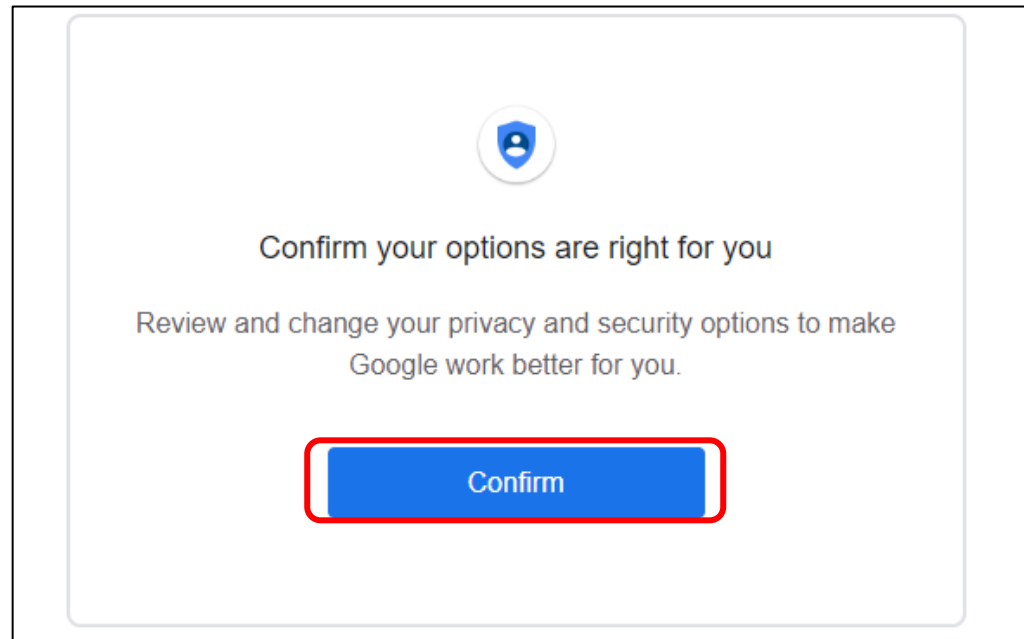 Confirm your options are right for you
Review and change your privacy and security options to make
Google work better for you.
Confirm